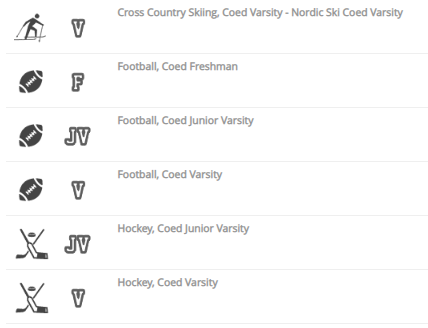 V Cross Country Skiing, Coed Varsity - Nordic Ski Coed Varsity
F Football, Coed Freshman
JV Football, Coed Junior Varsity
V Football, Coed Varsity
JV Hockey, Coed Junior Varsity
V Hockey, Coed Varsity